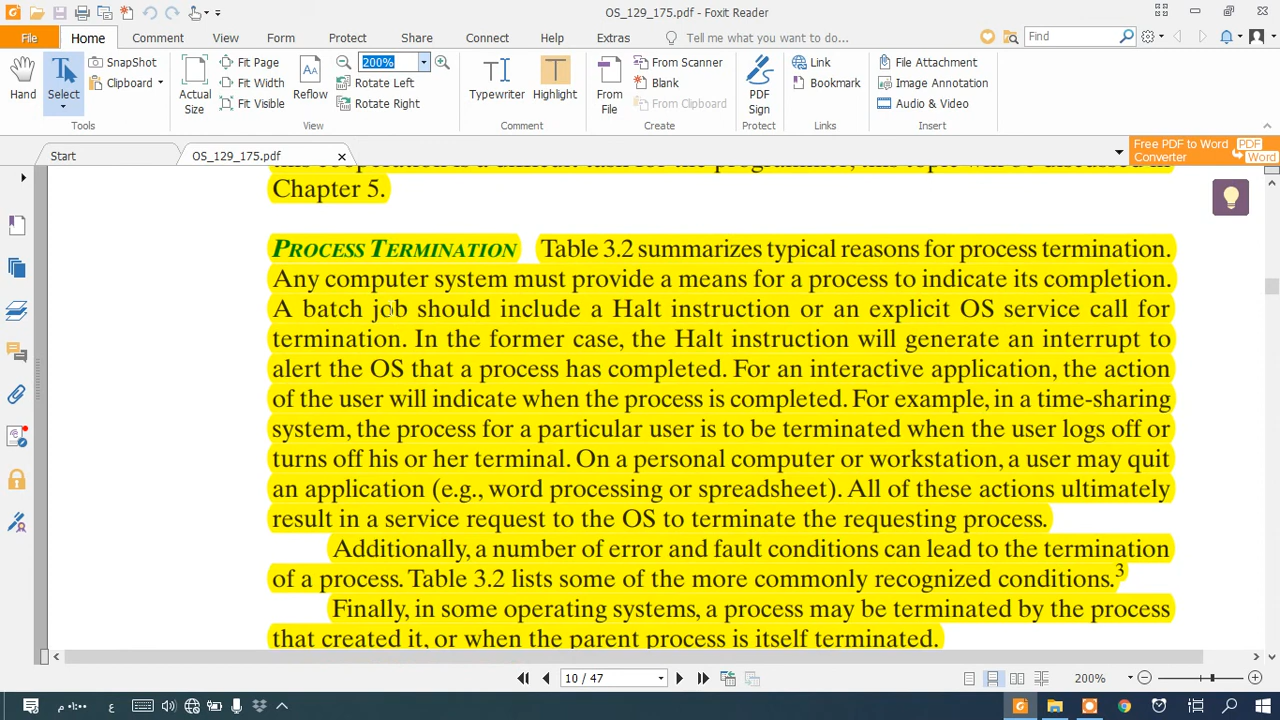 OS_129_175.pdf - Foxit Reader
File Home Comment View Form Protect Share Connect Help Extras Tell me what you want to do... Find
Hand
Select
SnapShot
Clipboard
Tools
Actual Size
Fit Page
Fit Width
Fit Visible
Reflow
200%
Rotate Left
Rotate Right
View
Typewriter
Highlight
Comment
From File
From Scanner
Blank
From Clipboard
Create
PDF Sign
Protect
Link
Bookmark
Links
File Attachment
Image Annotation
Audio & Video
Insert
Start OS_129_175.pdf
Free PDF to Word Converter
PDF
Word
Chapter 5.
PROCESS TERMINATION Table 3.2 summarizes typical reasons for process termination.
Any computer system must provide a means for a process to indicate its completion.
A batch job should include a Halt instruction or an explicit OS service call for
termination. In the former case, the Halt instruction will generate an interrupt to
alert the OS that a process has completed. For an interactive application, the action
of the user will indicate when the process is completed. For example, in a time-sharing
system, the process for a particular user is to be terminated when the user logs off or
turns off his or her terminal. On a personal computer or workstation, a user may quit
an application (e.g., word processing or spreadsheet). All of these actions ultimately
result in a service request to the OS to terminate the requesting process.
Additionally, a number of error and fault conditions can lead to the termination
of a process. Table 3.2 lists some of the more commonly recognized conditions.3
Finally, in some operating systems, a process may be terminated by the process
that created it, or when the parent process is itself terminated.
10 / 47
200%
ع